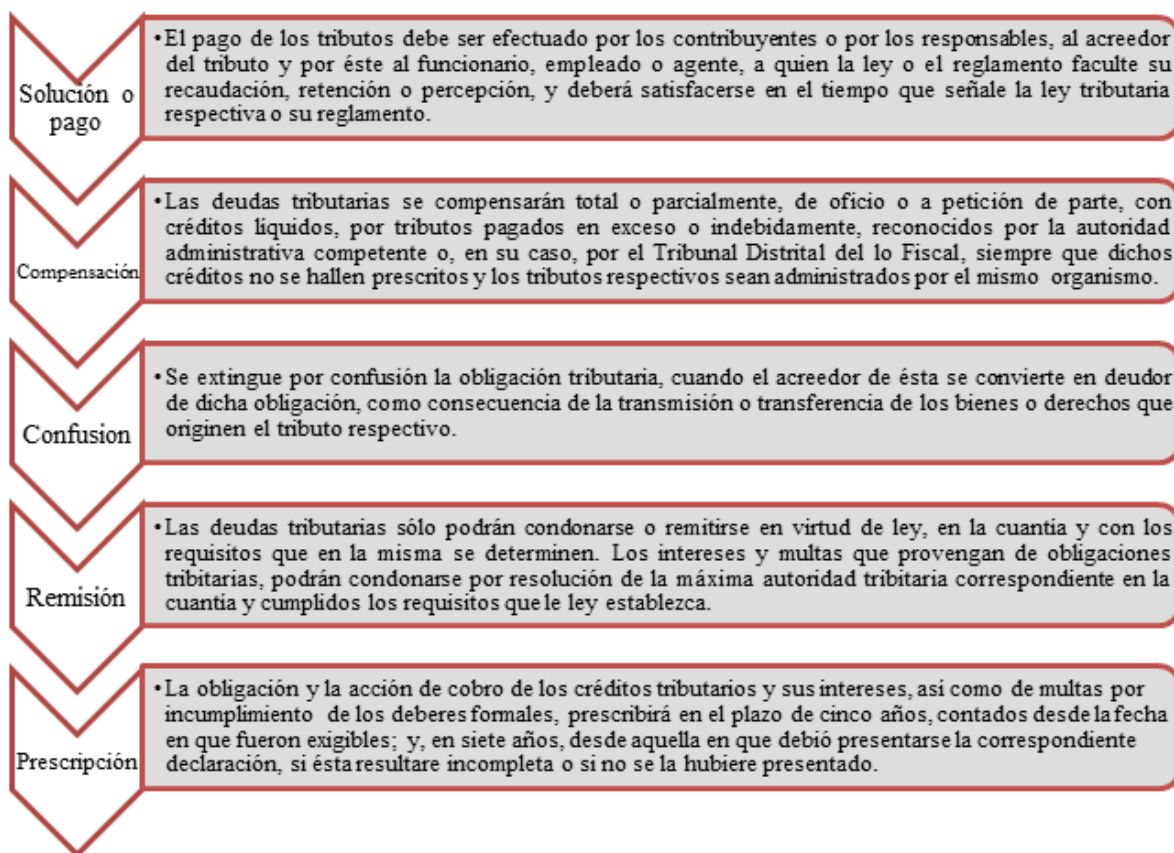 Solución o
pago
•El pago de los tributos debe ser efectuado por los contribuyentes o por los responsables, al acreedor
del tributo y por éste al funcionario, empleado o agente, a quien la ley o el reglamento faculte su
recaudación, retención o percepción, y deberá satisfacerse en el tiempo que señale la ley tributaria
respectiva o su reglamento.
Compensación
•Las deudas tributarias se compensarán total o parcialmente, de oficio o a petición de parte, con
créditos líquidos, por tributos pagados en exceso o indebidamente, reconocidos por la autoridad
administrativa competente o, en su caso, por el Tribunal Distrital del lo Fiscal, siempre que dichos
créditos no se hallen prescritos y los tributos respectivos sean administrados por el mismo organismo.
Confusion
•Se extingue por confusión la obligación tributaria, cuando el acreedor de ésta se convierte en deudor
de dicha obligación, como consecuencia de la transmisión o transferencia de los bienes o derechos que
originen el tributo respectivo.
Remisión
•Las deudas tributarias sólo podrán condonarse o remitirse en virtud de ley, en la cuantía y con los
requisitos que en la misma se determinen. Los intereses y multas que provengan de obligaciones
tribitarias, podrán condonarse por resolución de la máxima autoridad tribitaria correspondiente en la
cuantía y cumplidos los requisitos que le ley establezca.
Prescripción
•La obligación y la acción de cobro de los créditos tributarios y sus intereses, así como de multas por
incumplimiento de los deberes formales, prescribirá en el plazo de cinco años, contados desde la fecha
en que fueron exigibles; y, en siete años, desde aquella en que debió presentarse la correspondiente
declaración, si ésta resultare incompleta o si no se la hubiere presentado.